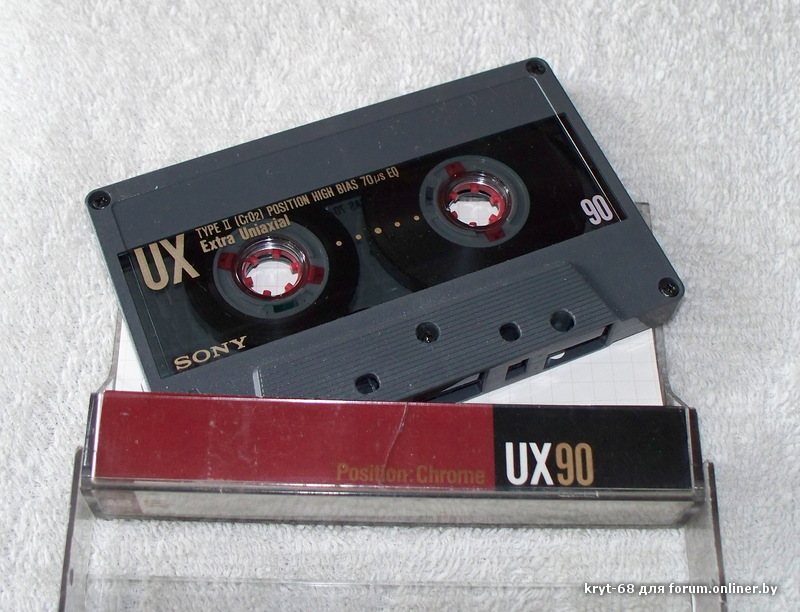 TYPE II (CrO2) POSITION HIGH BIAS 70μs EQ
UX Extra Uniaxial
90
SONY
Position: Chrome UX90
kryt-68 для forum.onliner.by